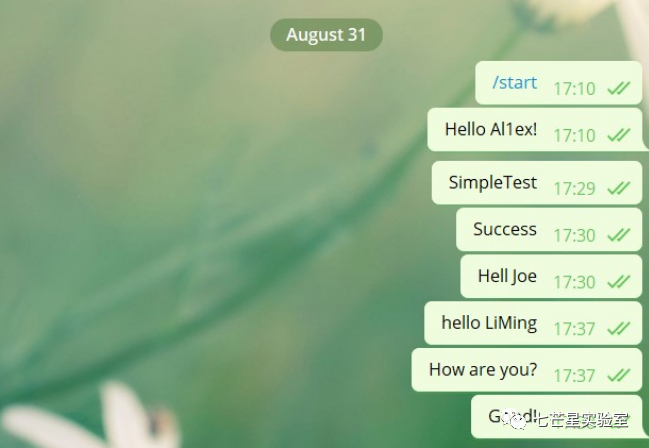 August 31
/start 17:10
Hello Al1ex! 17:10
SimpleTest 17:29
Success 17:30
Hell Joe 17:30
hello LiMing 17:37
How are you? 17:37
七芒星实验室